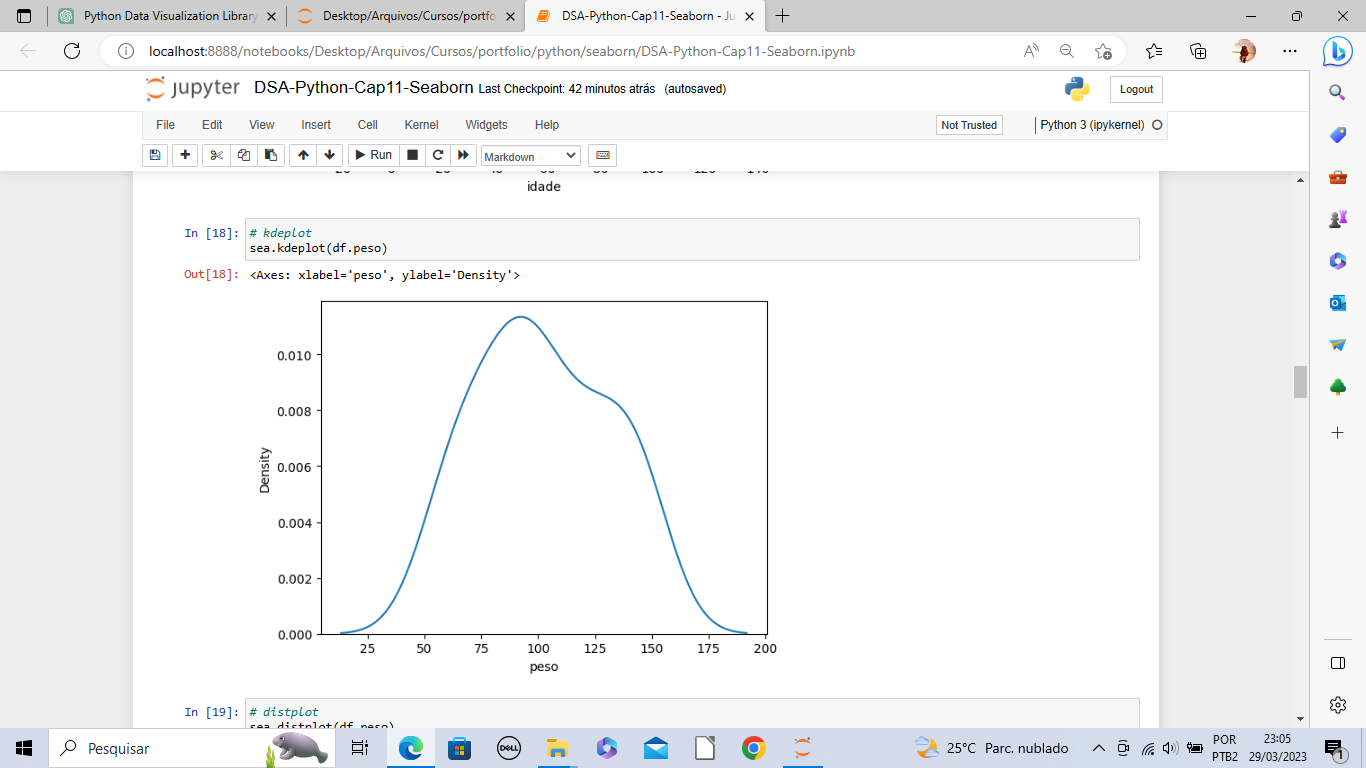 Python Data Visualization Library
Desktop/Arquivos/Cursos/portfo
DSA-Python-Cap11-Seaborn - Ju
localhost:8888/notebooks/Desktop/Arquivos/Cursos/portfolio/python/seaborn/DSA-Python-Cap11-Seaborn.ipynb
jupyter DSA-Python-Cap11-Seaborn Last Checkpoint: 42 minutos atrás (autosaved)
Logout
File Edit View Insert Cell Kernel Widgets Help
Not Trusted
Python 3 (ipykernel)
Run
Markdown
idade
In [18]: # kdeplot
sea.kdeplot(df.peso)
Out[18]: <Axes: xlabel='peso', ylabel='Density'>
0.010
0.008
Density
0.006
0.004
0.002
0.000
25 50 75 100 125 150 175 200
peso
In [19]: # distplot
sea.distplot(df.peso)
Pesquisar
DELL
25°C Parc. nublado
POR
PTB2
23:05
29/03/2023
1